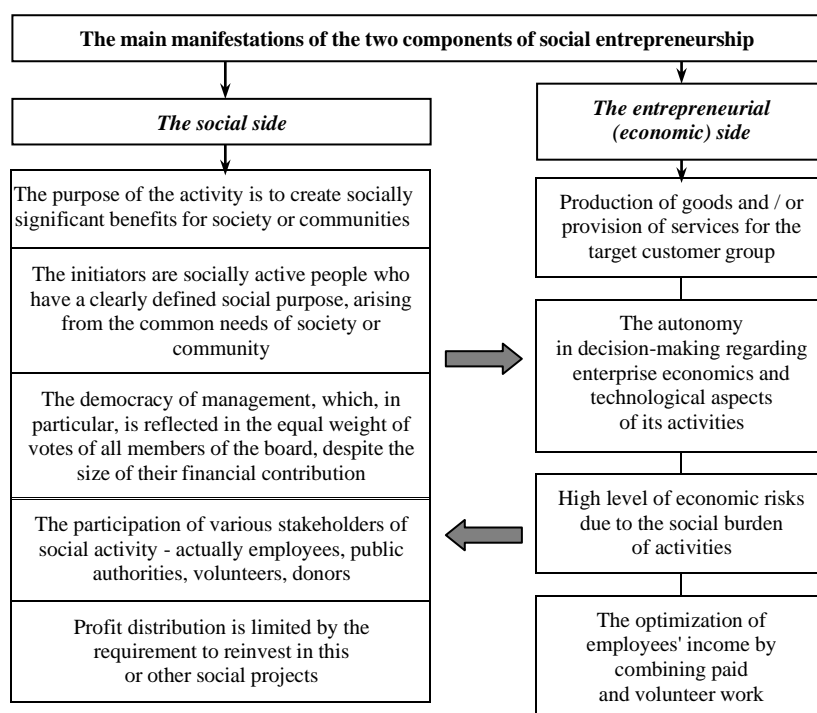 The main manifestations of the two components of social entrepreneurship
The social side
The purpose of the activity is to create socially
significant benefits for society or communities
The initiators are socially active people who
have a clearly defined social purpose, arising
from the common needs of society or
community
The democracy of management, which, in
particular, is reflected in the equal weight of
votes of all members of the board, despite the
size of their financial contribution
The participation of various stakeholders of
social activity - actually employees, public
authorities, volunteers, donors
Profit distribution is limited by the
requirement to reinvest in this
or other social projects
The entrepreneurial
(economic) side
Production of goods and / or
provision of services for the
target customer group
The autonomy
in decision-making regarding
enterprise economics and
technological aspects
of its activities
High level of economic risks
due to the social burden
of activities
The optimization of
employees' income by
combining paid
and volunteer work